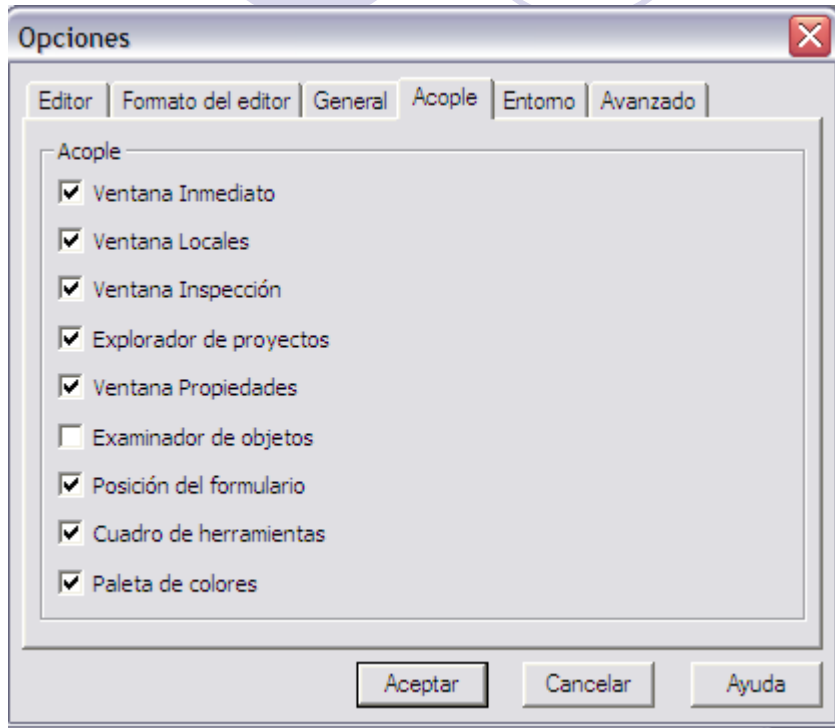 Opciones
Editor Formato del editor General Acople Entorno Avanzado
Acople
Ventana Inmediato
Ventana Locales
Ventana Inspección
Explorador de proyectos
Ventana Propiedades
Examinador de objetos
Posición del formulario
Cuadro de herramientas
Paleta de colores
Aceptar Cancelar Ayuda